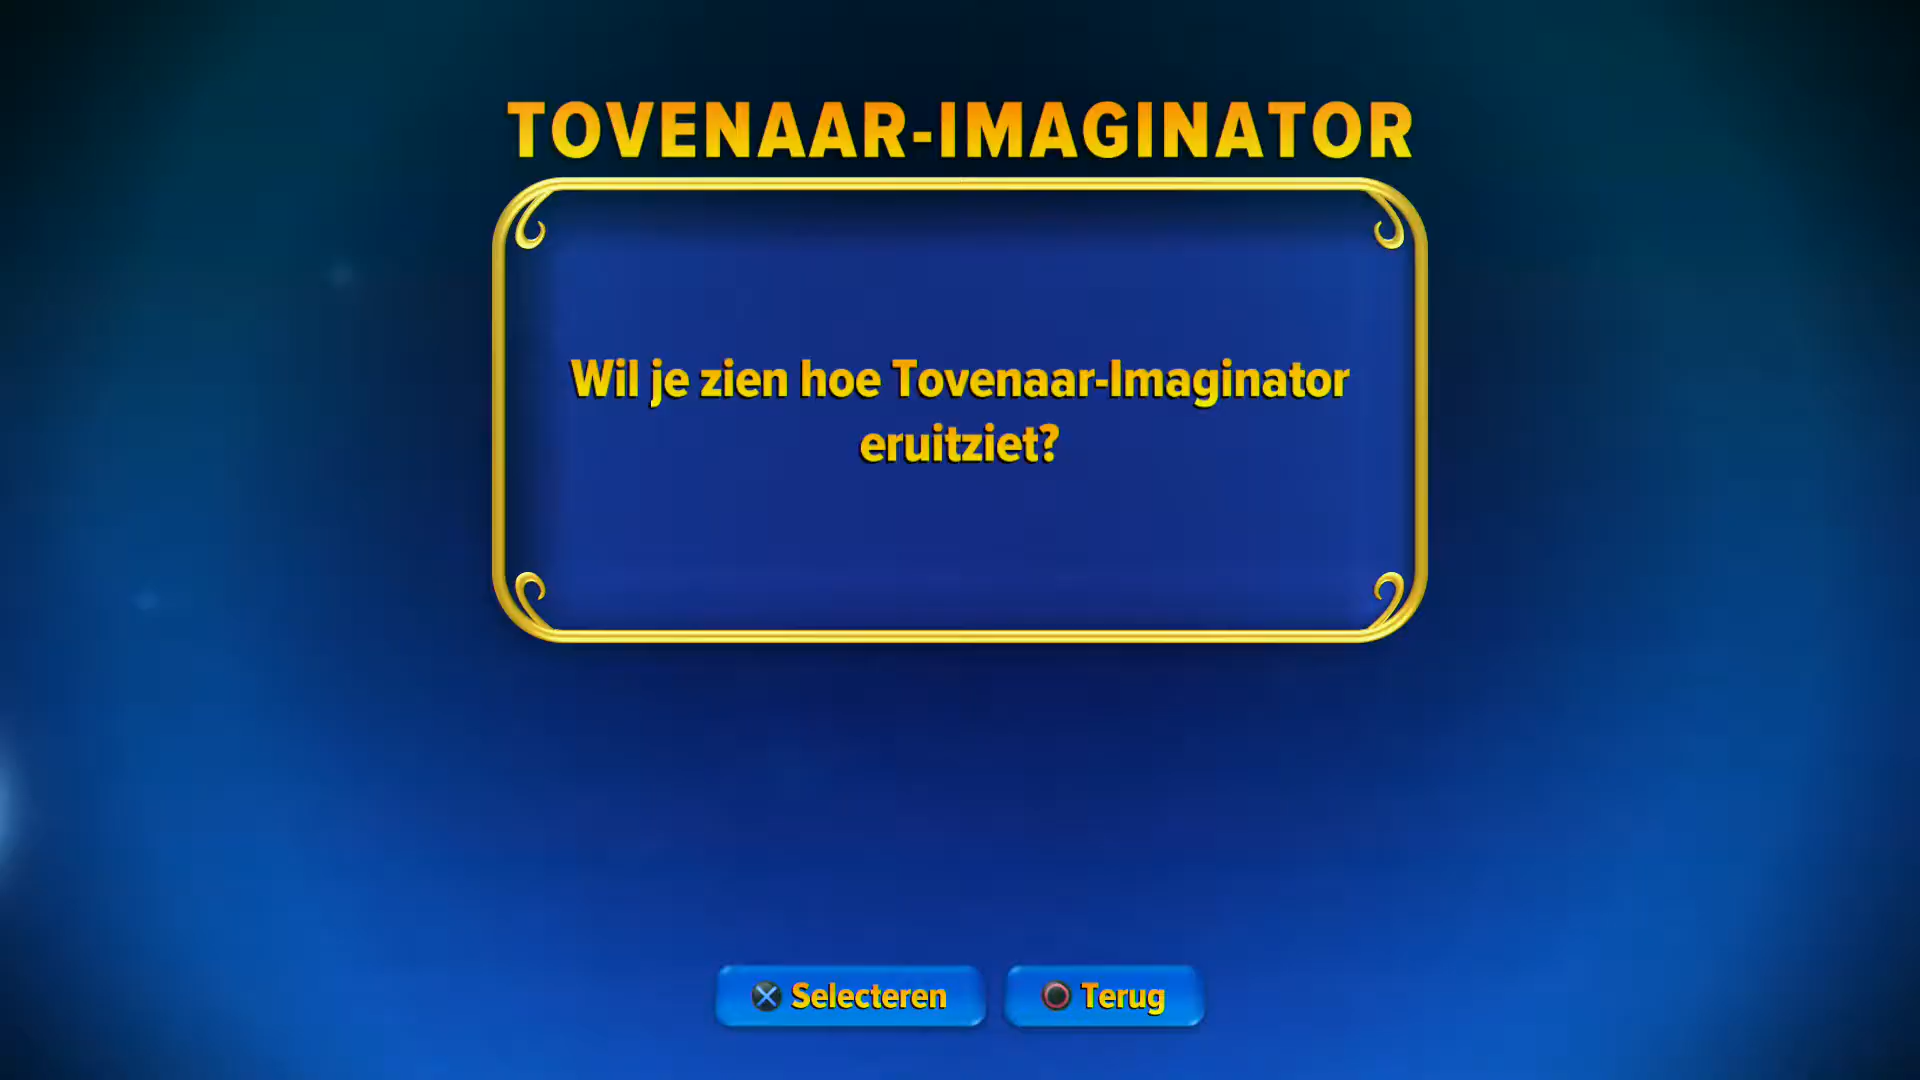 TOVENAAR-IMAGINATOR
Wil je zien hoe Tovenaar-Imaginator
eruitziet?
Selecteren
Terug